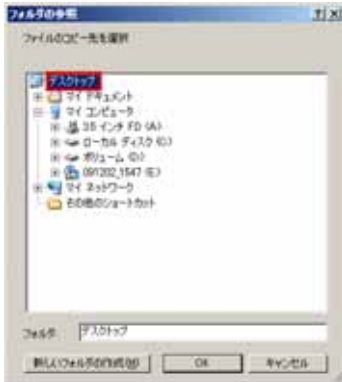 フォルダの参照
ファイルのコピー先を選択
デスクトップ
マイ ドキュメント
マイ コンピュータ
35 インチ FD (A:)
ローカル ディスク (C:)
ボリューム (D:)
091202_1547 (E:)
マイ ネットワーク
その他のショートカット
フォルダ: デスクトップ
新しいフォルダの作成(M) OK キャンセル